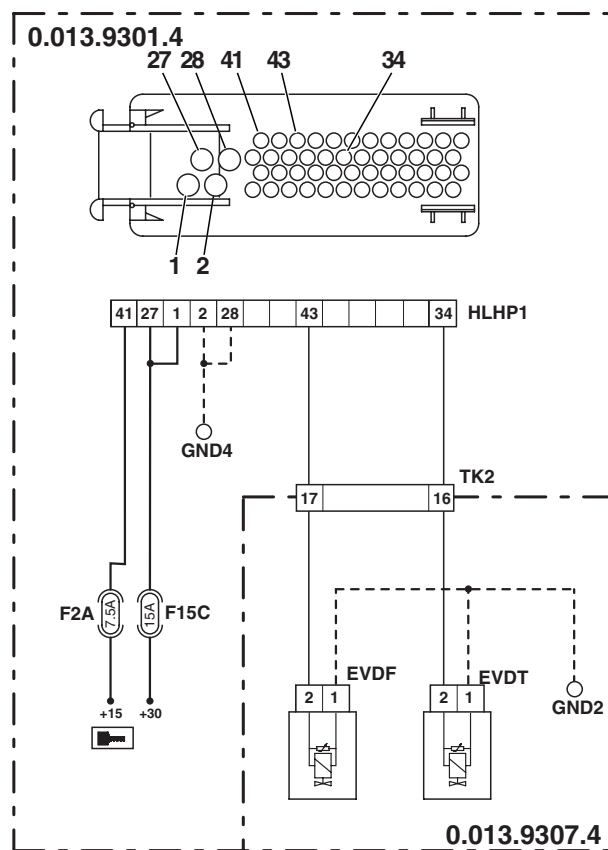 0.013.9301.4
27 28 41 43 34
1 2
41 27 1 2 28 43 34 HLHP1
GND4
TK2
17 16
F2A 7.5A 15A F15C
EVDF EVDT
2 1 2 1
GND2
+15 +30
0.013.9307.4